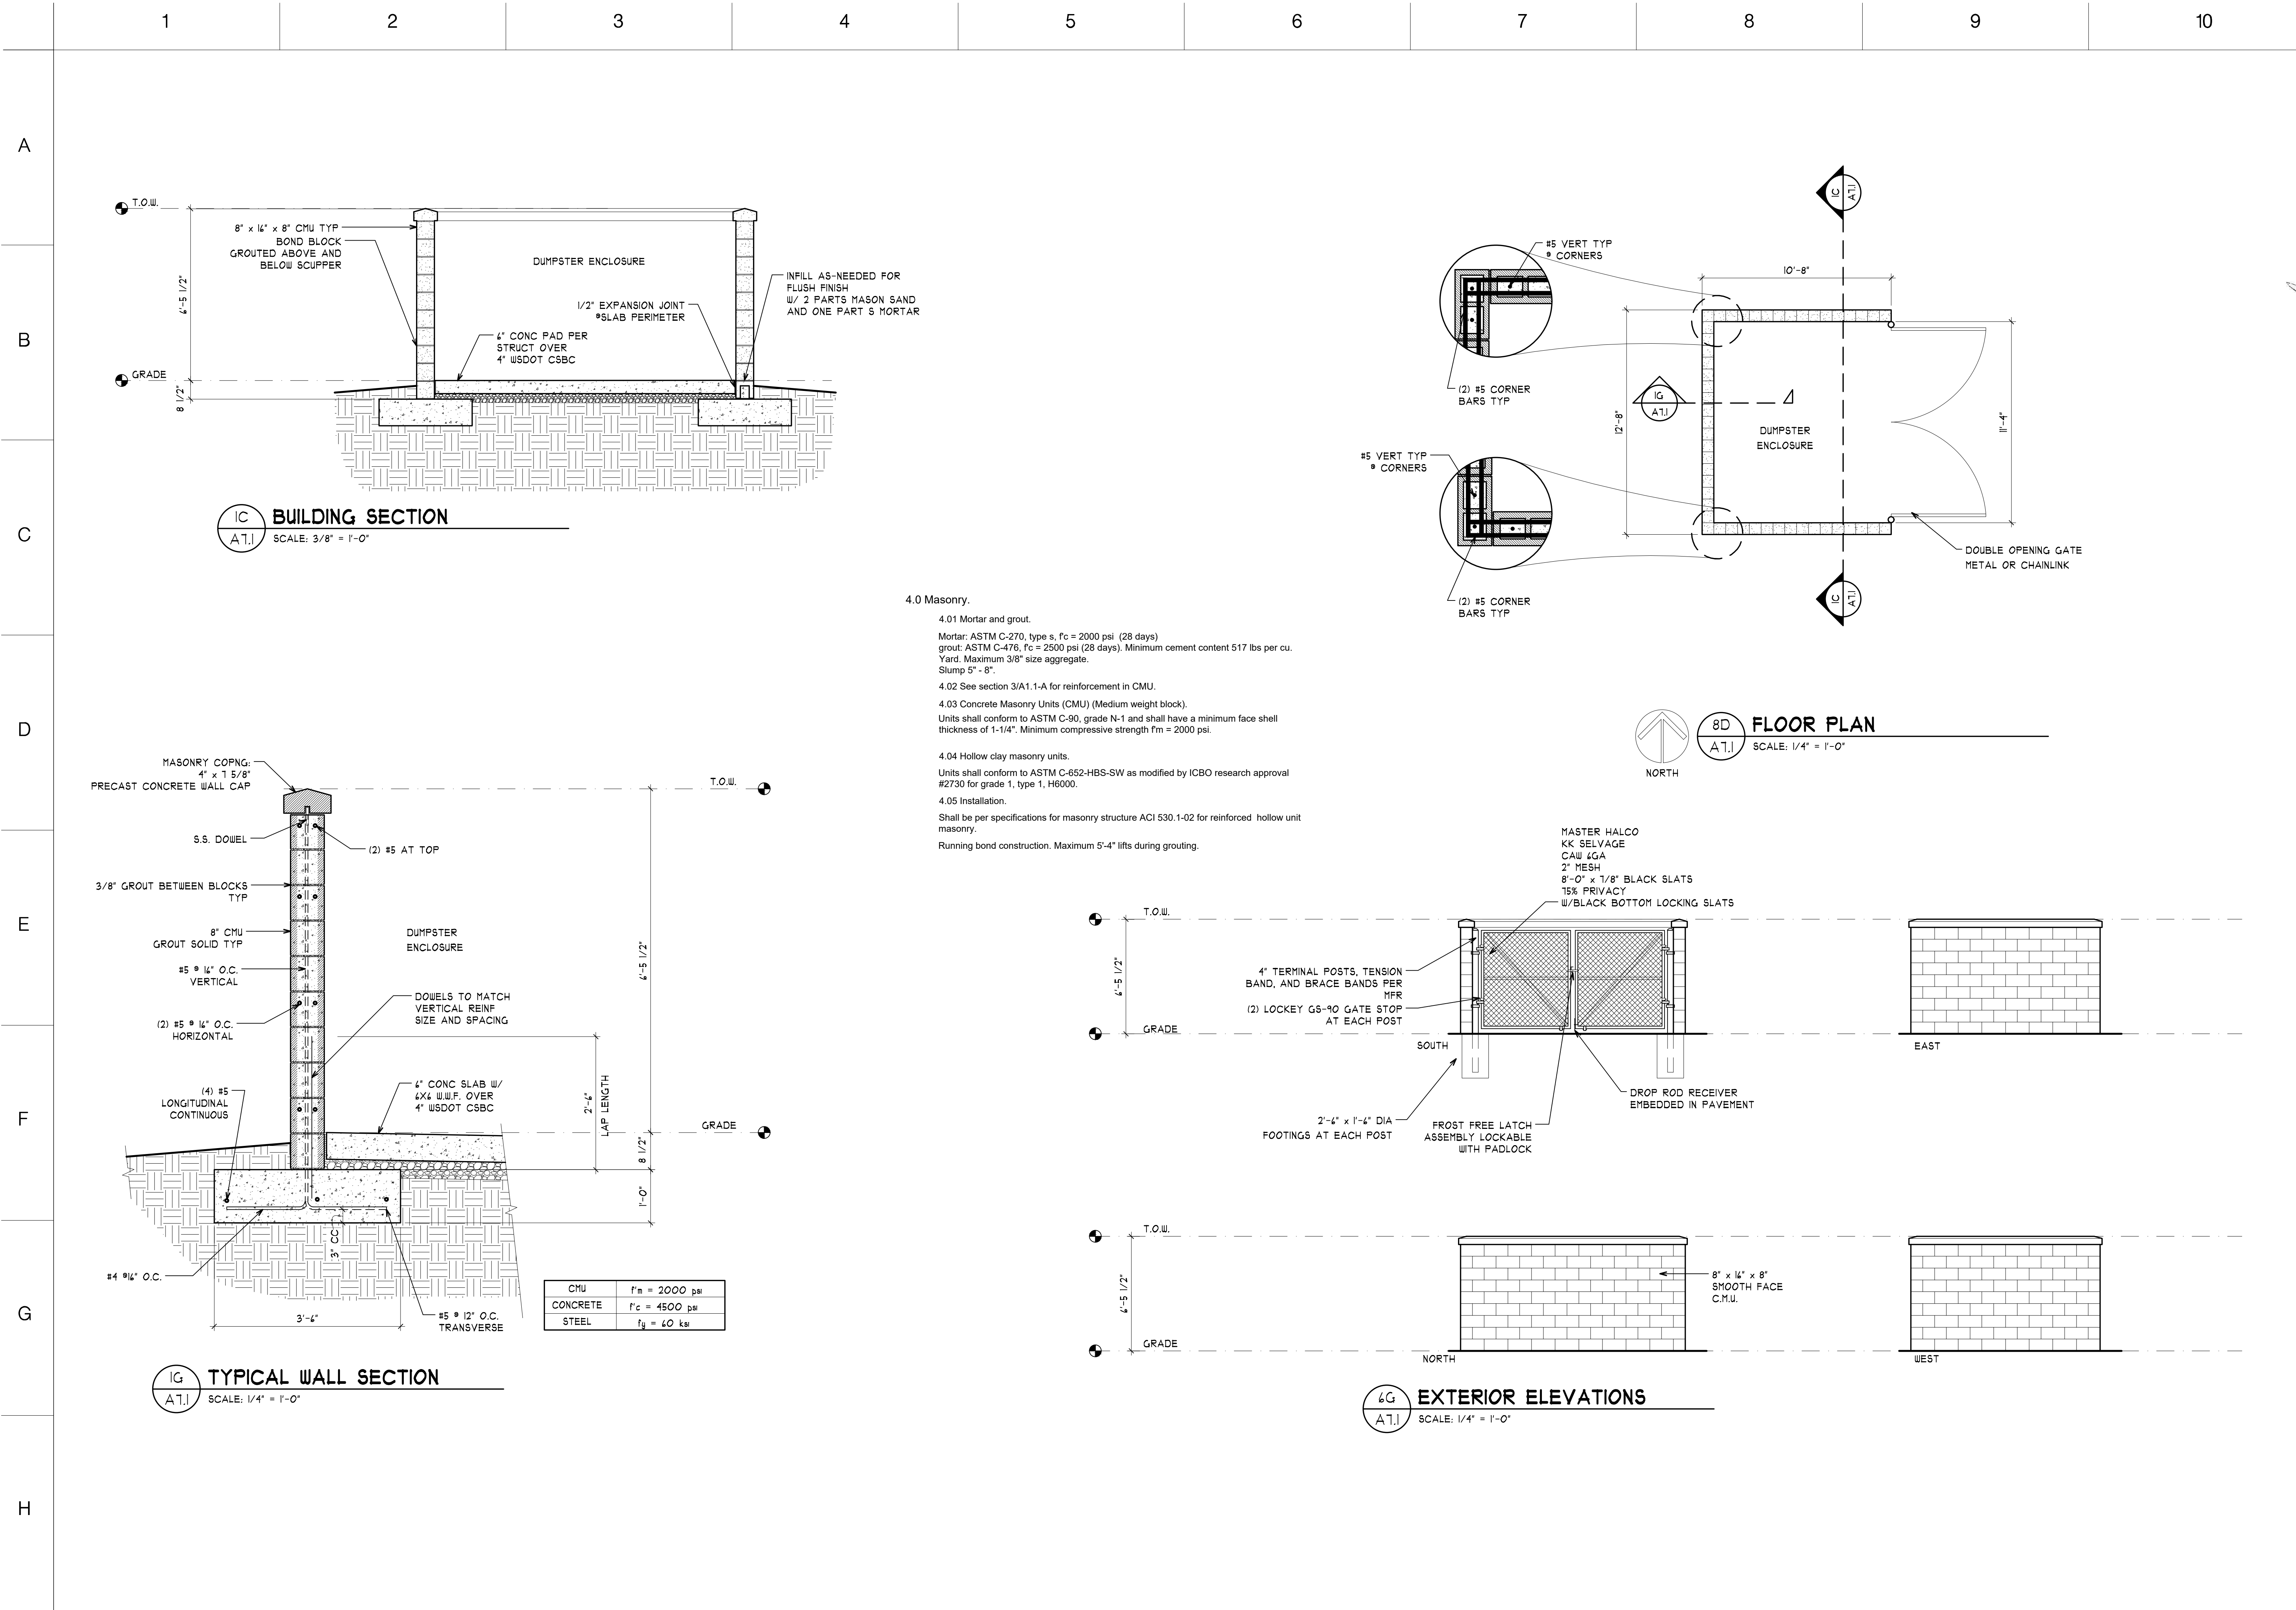 1 2 3 4 5 6 7 8 9 10
A
B
C
D
E
F
G
H
T.O.W.
8" x 16" x 8" CMU TYP
BOND BLOCK
GROUTED ABOVE AND
BELOW SCUPPER
6'-5 1/2"
GRADE
8 1/2"
DUMPSTER ENCLOSURE
1/2" EXPANSION JOINT
@SLAB PERIMETER
6" CONC PAD PER
STRUCT OVER
4" WSDOT CSBC
INFILL AS-NEEDED FOR
FLUSH FINISH
W/ 2 PARTS MASON SAND
AND ONE PART S MORTAR
1C
A7.1
BUILDING SECTION
SCALE: 3/8" = 1'-0"
#5 VERT TYP
@ CORNERS
(2) #5 CORNER
BARS TYP
#5 VERT TYP
@ CORNERS
(2) #5 CORNER
BARS TYP
1C
A7.1
10'-8"
12'-8"
1G
A7.1
DUMPSTER
ENCLOSURE
11'-4"
DOUBLE OPENING GATE
METAL OR CHAINLINK
1C
A7.1
NORTH
8D
A7.1
FLOOR PLAN
SCALE: 1/4" = 1'-0"
4.0 Masonry.
4.01 Mortar and grout.
Mortar: ASTM C-270, type s, f'c = 2000 psi (28 days)
grout: ASTM C-476, f'c = 2500 psi (28 days). Minimum cement content 517 lbs per cu.
Yard. Maximum 3/8" size aggregate.
Slump 5" - 8".
4.02 See section 3/A1.1-A for reinforcement in CMU.
4.03 Concrete Masonry Units (CMU) (Medium weight block).
Units shall conform to ASTM C-90, grade N-1 and shall have a minimum face shell
thickness of 1-1/4". Minimum compressive strength f'm = 2000 psi.
4.04 Hollow clay masonry units.
Units shall conform to ASTM C-652-HBS-SW as modified by ICBO research approval
#2730 for grade 1, type 1, H6000.
4.05 Installation.
Shall be per specifications for masonry structure ACI 530.1-02 for reinforced hollow unit
masonry.
Running bond construction. Maximum 5'-4" lifts during grouting.
MASONRY COPNG:
4" x 7 5/8"
PRECAST CONCRETE WALL CAP
S.S. DOWEL
3/8" GROUT BETWEEN BLOCKS
TYP
8" CMU
GROUT SOLID TYP
#5 @ 16" O.C.
VERTICAL
(2) #5 @ 16" O.C.
HORIZONTAL
(4) #5
LONGITUDINAL
CONTINUOUS
#4 @16" O.C.
3'-6"
3" CC
(2) #5 AT TOP
DUMPSTER
ENCLOSURE
DOWELS TO MATCH
VERTICAL REINF
SIZE AND SPACING
6" CONC SLAB W/
6X6 W.W.F. OVER
4" WSDOT CSBC
2'-6"
LAP LENGTH
T.O.W.
6'-5 1/2"
GRADE
8 1/2"
1'-0"
#5 @ 12" O.C.
TRANSVERSE
CMU f'm = 2000 psi
CONCRETE f'c = 4500 psi
STEEL fy = 60 ksi
1G
A7.1
TYPICAL WALL SECTION
SCALE: 1/4" = 1'-0"
MASTER HALCO
KK SELVAGE
CAW 6GA
2" MESH
8'-0" x 7/8" BLACK SLATS
75% PRIVACY
W/BLACK BOTTOM LOCKING SLATS
T.O.W.
6'-5 1/2"
GRADE
4" TERMINAL POSTS, TENSION
BAND, AND BRACE BANDS PER
MFR
(2) LOCKEY GS-90 GATE STOP
AT EACH POST
SOUTH
EAST
2'-6" x 1'-6" DIA
FOOTINGS AT EACH POST
FROST FREE LATCH
ASSEMBLY LOCKABLE
WITH PADLOCK
DROP ROD RECEIVER
EMBEDDED IN PAVEMENT
T.O.W.
6'-5 1/2"
GRADE
8" x 16" x 8"
SMOOTH FACE
C.M.U.
NORTH
WEST
6G
A7.1
EXTERIOR ELEVATIONS
SCALE: 1/4" = 1'-0"